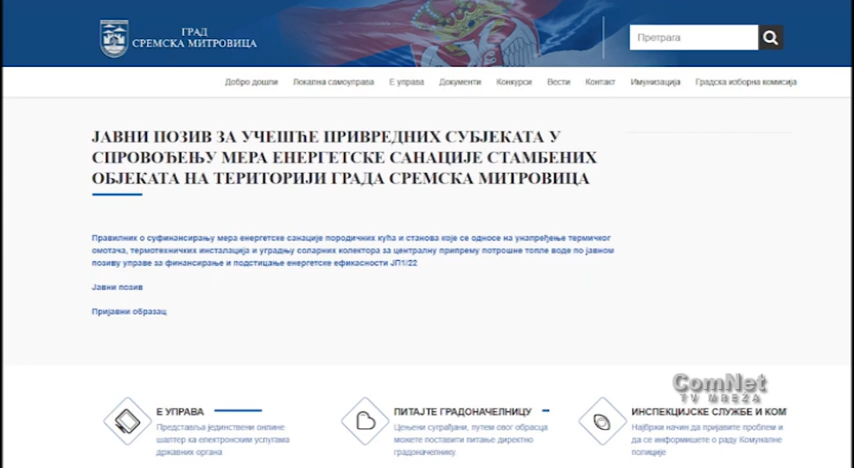 ГРАД
СРЕМСКА МИТРОВИЦА
Претрага
Добро дошли Локална самоуправа Е управа Документи Конкурси Вести Контакт Имунизација Градска изборна комисија
ЈАВНИ ПОЗИВ ЗА УЧЕШЋЕ ПРИВРЕДНИХ СУБЈЕКАТА У
СПРОВОЂЕЊУ МЕРА ЕНЕРГЕТСКЕ САНАЦИЈЕ СТАМБЕНИХ
ОБЈЕКАТА НА ТЕРИТОРИЈИ ГРАДА СРЕМСКА МИТРОВИЦА
Правилник о суфинансирању мера енергетске санације породичних кућа и станова које се односе на унапређење термичког
омотача, термотехничких инсталација и уградњу соларних колектора за централну припрему потрошне топле воде по јавном
позиву управе за финансирање и подстицање енергетске ефикасности ЈП1/22
Јавни позив
Пријавни образац
ComNet
TV MREZA
Е УПРАВА
Представља јединствени онлине
шалтер ка електронским услугама
државних органа
ПИТАЈТЕ ГРАДОНАЧЕЛНИКУ
Цењени суграђани, путем овог обрасца
можете поставити питање директно
градоначелнику.
ИНСПЕКЦИЈСКЕ СЛУЖБЕ И КОМ
Најбржи начин да пријавите проблем и
да се информишете о раду Комуналне
полиције